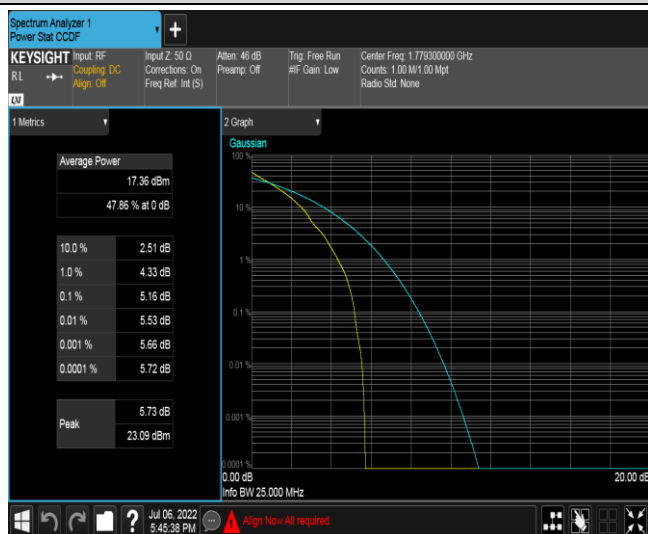 Spectrum Analyzer 1
Power Stat CCDF
+
KEYSIGHT Input: RF Input Z: 50 Ω Atten: 46 dB Trig: Free Run Center Freq: 1.779300000 GHz
RL Coupling: DC Corrections: On Preamp: Off #IF Gain: Low Counts: 1.00 M/1.00 Mpt
Align: Off Freq Ref: Int (S) Radio Std: None
LXI
1 Metrics
Average Power
17.36 dBm
47.86 % at 0 dB
10.0 % 2.51 dB
1.0 % 4.33 dB
0.1 % 5.16 dB
0.01 % 5.53 dB
0.001 % 5.66 dB
0.0001 % 5.72 dB
Peak 5.73 dB
23.09 dBm
2 Graph
Gaussian
100 %
10 %
1 %
0.1 %
0.01 %
0.001 %
0.0001 %
0.00 dB 20.00 dB
Info BW 25.000 MHz
? Jul 06, 2022
5:45:38 PM
Align Now All required